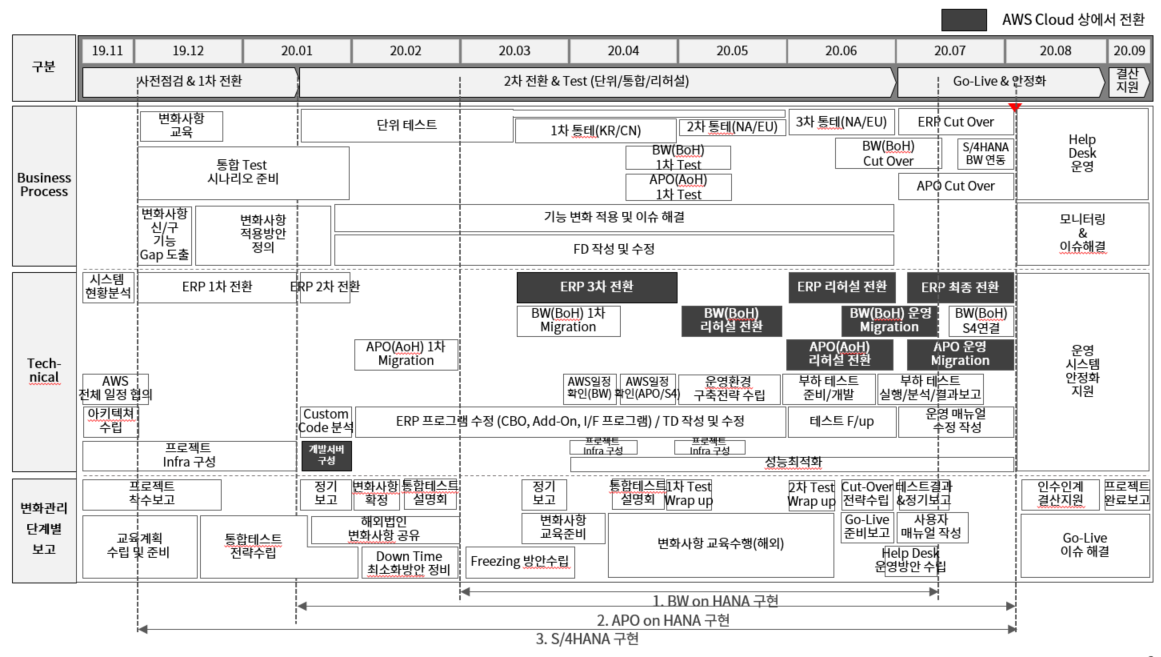 AWS Cloud 상에서 전환
구분
19.11
19.12
20.01
20.02
20.03
20.04
20.05
20.06
20.07
20.08
20.09
사전점검 & 1차 전환
2차 전환 & Test (단위/통합/리허설)
Go-Live & 안정화
결산
지원
Business
Process
변화사항
교육
단위 테스트
1차 통테(KR/CN)
2차 통테(NA/EU)
3차 통테(NA/EU)
ERP Cut Over
통합 Test
시나리오 준비
BW(BoH)
1차 Test
BW(BoH)
Cut Over
S/4HANA
BW 연동
APO(AoH)
1차 Test
APO Cut Over
Help
Desk
운영
변화사항
신/구
기능
Gap 도출
변화사항
적용방안
정의
기능 변화 적용 및 이슈 해결
FD 작성 및 수정
모니터링
&
이슈해결
Tech-
nical
시스템
현황분석
ERP 1차 전환
ERP 2차 전환
ERP 3차 전환
ERP 리허설 전환
ERP 최종 전환
BW(BoH) 1차
Migration
BW(BoH)
리허설 전환
BW(BoH) 운영
Migration
BW(BoH)
S4연결
APO(AoH) 1차
Migration
APO(AoH)
리허설 전환
APO 운영
Migration
운영
시스템
안정화
지원
AWS
전체 일정 협의
AWS일정
확인(BW)
AWS일정
확인(APO/S4)
운영환경
구축전략 수립
부하 테스트
준비/개발
부하 테스트
실행/분석/결과보고
아키텍쳐
수립
Custom
Code 분석
ERP 프로그램 수정 (CBO, Add-On, I/F 프로그램) / TD 작성 및 수정
테스트 F/up
운영 매뉴얼
수정 작성
프로젝트
Infra 구성
개발서버
구성
프로젝트
Infra 구성
프로젝트
Infra 구성
성능최적화
변화관리
단계별
보고
프로젝트
착수보고
정기
보고
변화사항
확정
통합테스트
설명회
정기
보고
통합테스트
설명회
1차 Test
Wrap up
2차 Test
Wrap up
Cut-Over
전략수립
테스트결과
&정기보고
인수인계
결산지원
프로젝트
완료보고
교육계획
수립 및 준비
통합테스트
전략수립
해외법인
변화사항 공유
변화사항
교육준비
변화사항 교육수행(해외)
Go-Live
준비보고
사용자
매뉴얼 작성
Go-Live
이슈 해결
Down Time
최소화방안 정비
Freezing 방안수립
Help Desk
운영방안 수립
1. BW on HANA 구현
2. APO on HANA 구현
3. S/4HANA 구현